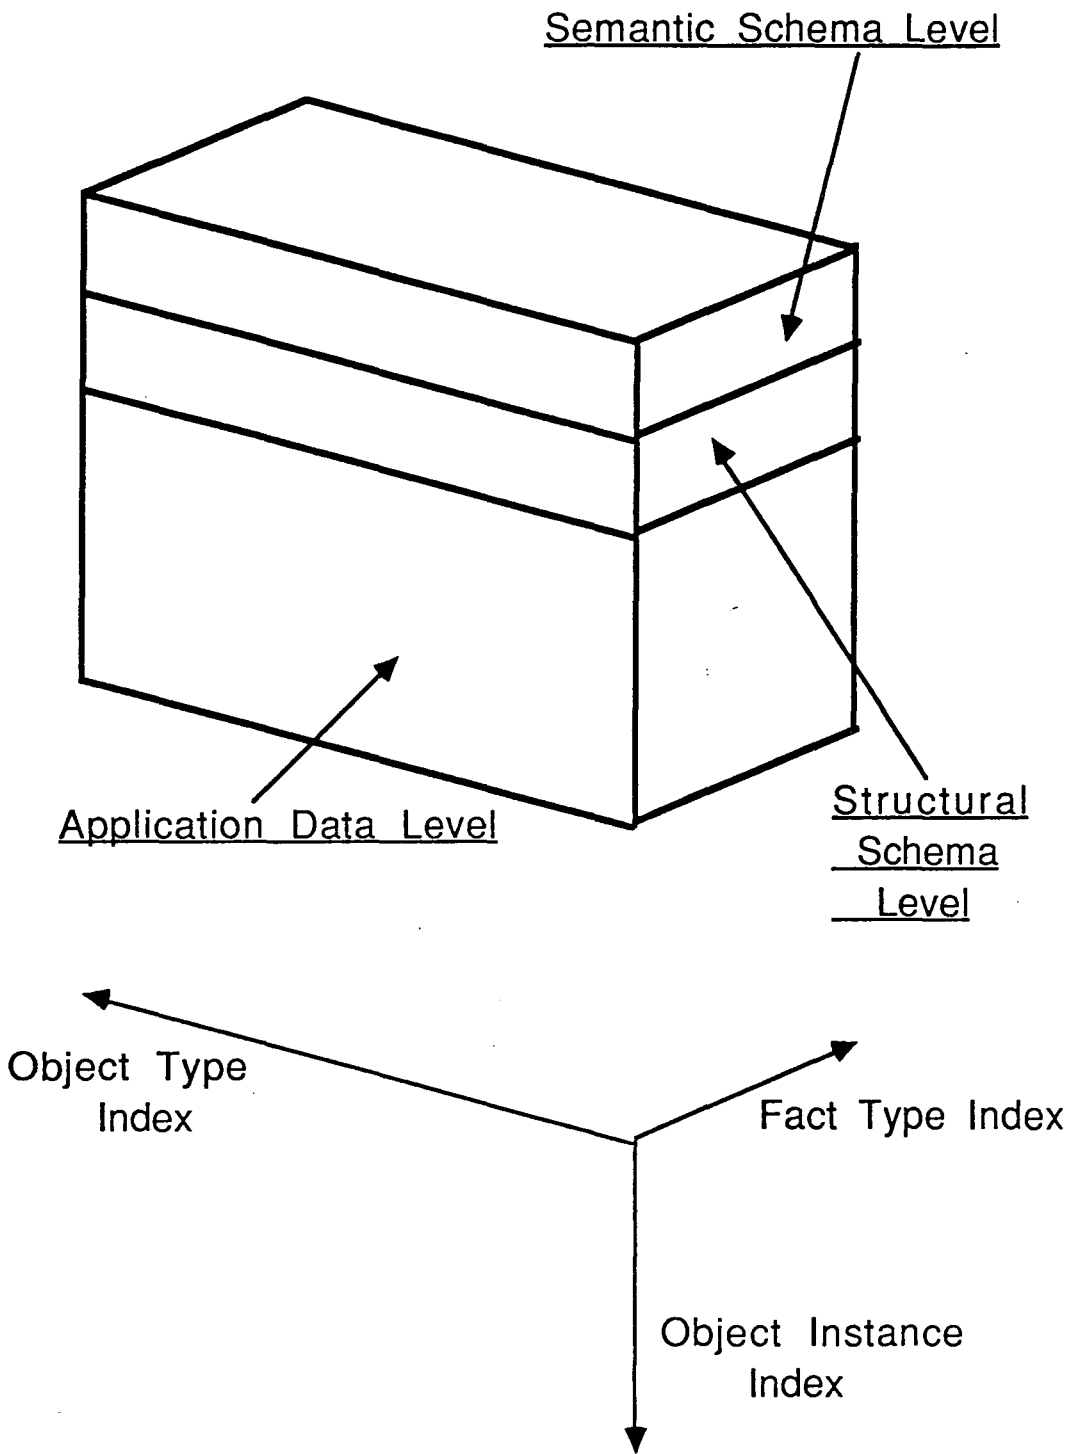 Semantic Schema Level
Application Data Level
Structural
Schema
Level
Object Type
Index
Fact Type Index
Object Instance
Index